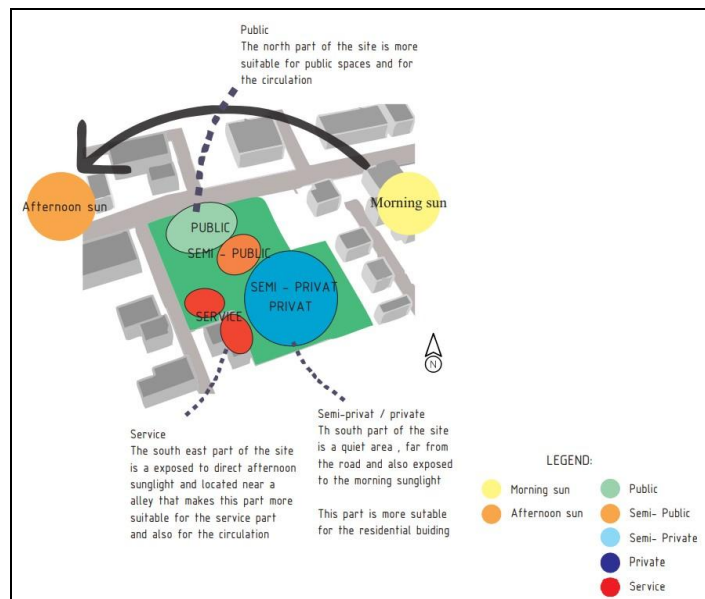 Public
The north part of the site is more
suitable for public spaces and for
the circulation
Afternoon sun
Morning sun
PUBLIC
SEMI - PUBLIC
SEMI - PRIVAT
PRIVAT
SERVICE
N
Service
The south east part of the site
is a exposed to direct afternoon
sunglight and located near a
alley that makes this part more
suitable for the service part
and also for the circulation
Semi-privat / private
Th south part of the site
is a quiet area , far from
the road and also exposed
to the morning sunglight
This part is more sutable
for the residential buiding
LEGEND:
Morning sun
Afternoon sun
Public
Semi- Public
Semi- Private
Private
Service